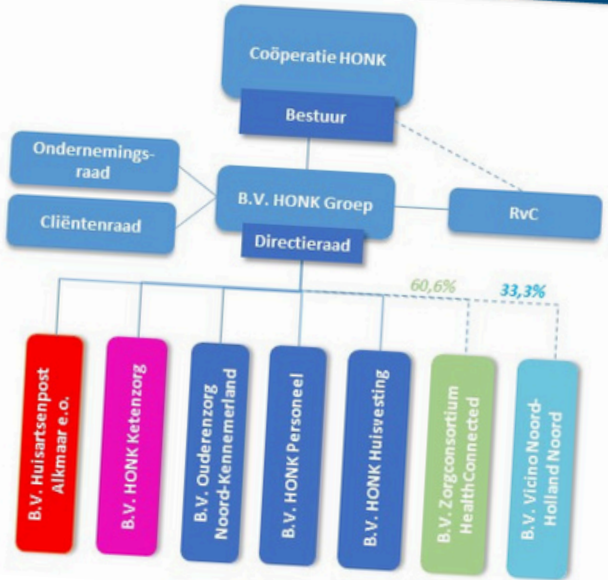 Coöperatie HONK
Bestuur
Ondernemings-
raad
Cliëntenraad
B.V. HONK Groep
Directieraad
RvC
60,6%
33,3%
B.V. Huisartsenpost
Alkmaar e.o.
B.V. HONK Ketenzorg
B.V. Ouderenzorg
Noord-Kennemerland
B.V. HONK Personeel
B.V. HONK Huisvesting
B.V. Zorgconsortium
HealthConnected
B.V. Vicino Noord-
Holland Noord